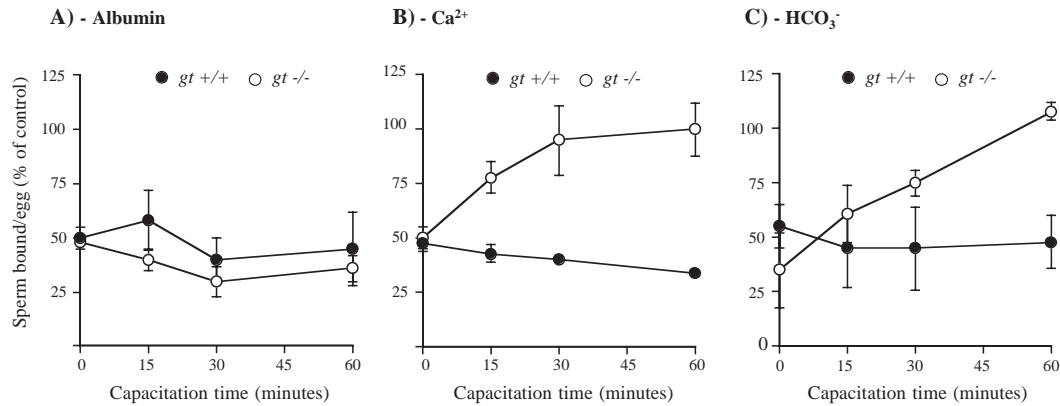 A) - Albumin
B) - Ca²⁺
C) - HCO₃⁻
Sperm bound/egg (% of control)
125
100
75
50
25
gt +/+ gt -/-
0 15 30 45 60
Capacitation time (minutes)
125
100
75
50
25
gt +/+ gt -/-
0 15 30 45 60
Capacitation time (minutes)
125
100
75
50
25
0
gt +/+ gt -/-
0 15 30 45 60
Capacitation time (minutes)